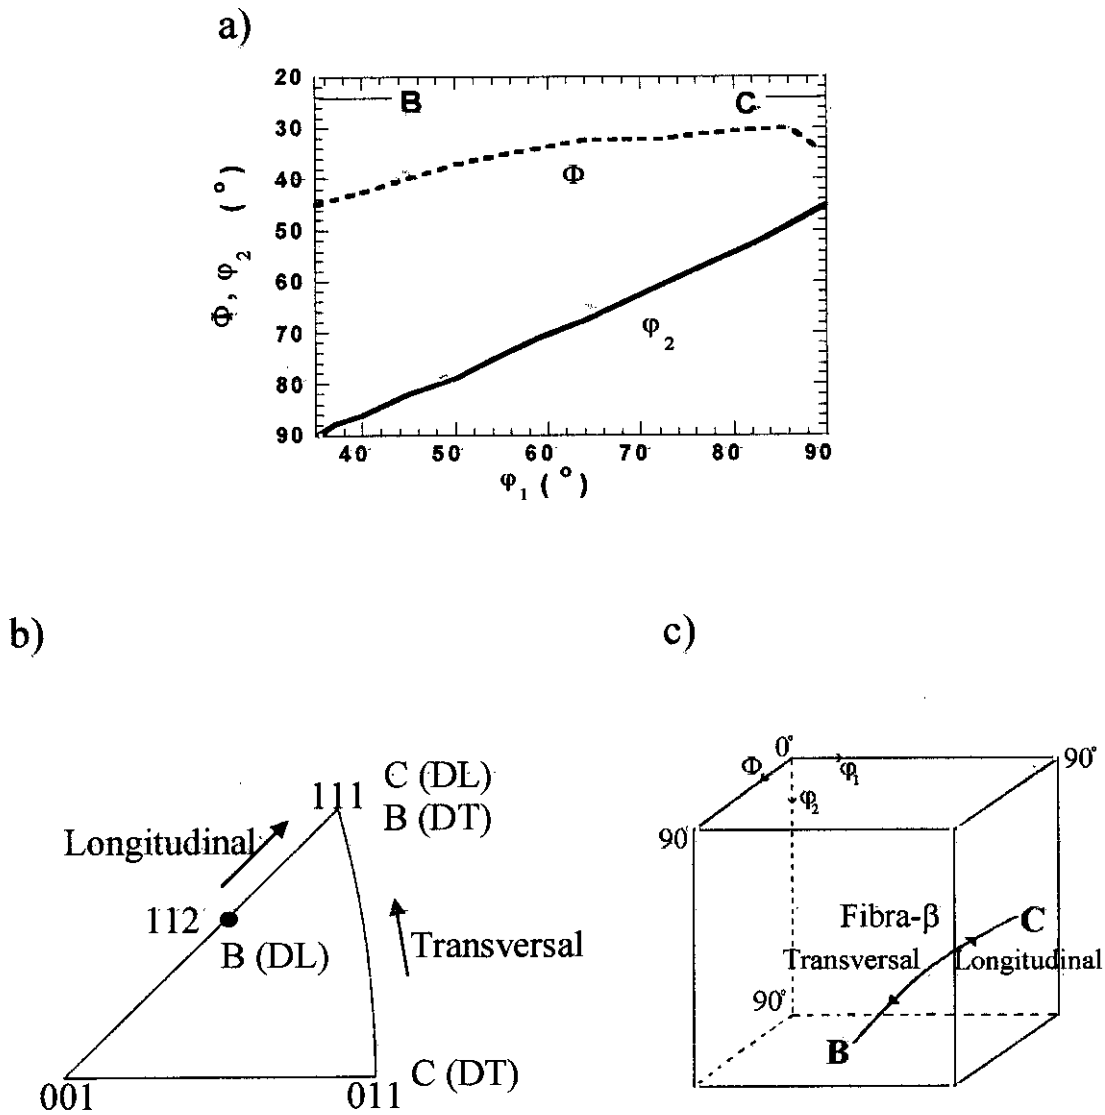 a)
20
B
C
30
40
Φ
50
60
70
φ2
80
90
Φ, φ2 (°)
40 50 60 70 80 90
φ1 (°)
b)
c)
111
C (DL)
B (DT)
Longitudinal
112
B (DL)
Transversal
001
011
C (DT)
0°
90°
Φ
φ1
φ2
90°
Fibra-β
C
Transversal
Longitudinal
90°
B